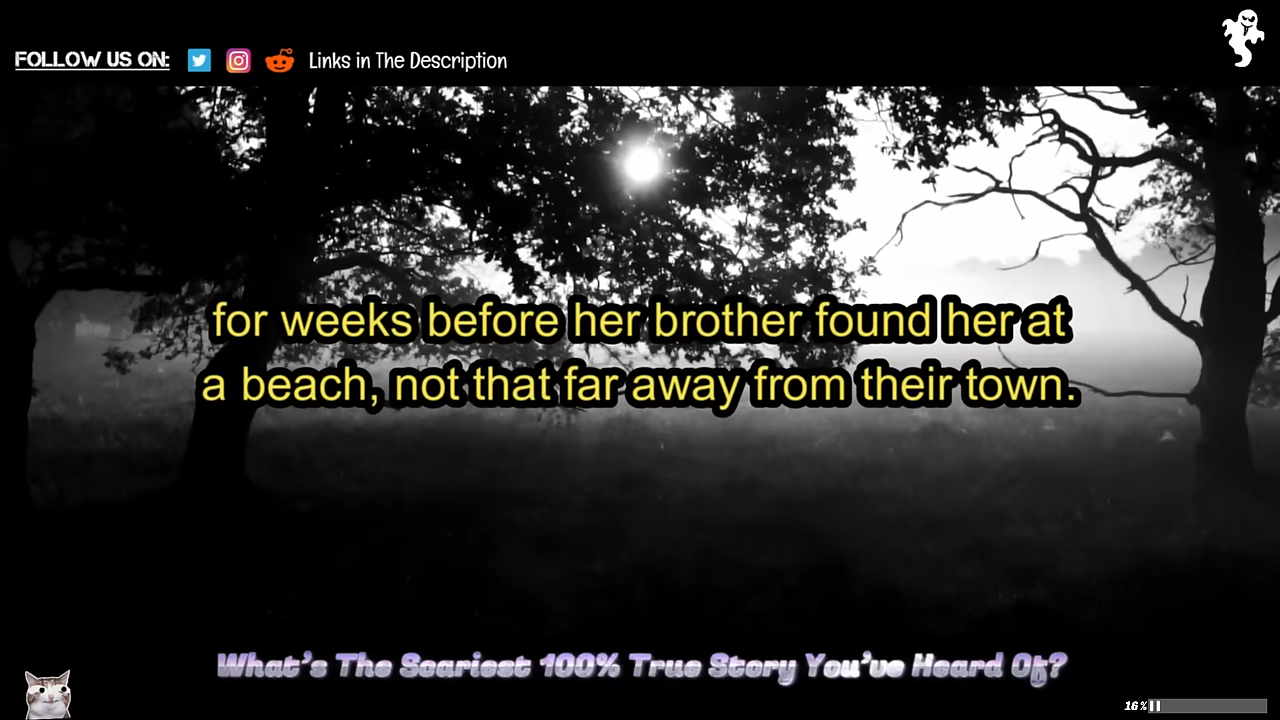 FOLLOW US ON: Links in The Description
for weeks before her brother found her at
a beach, not that far away from their town.
What's The Scariest 100% True Story You've Heard Of?
16%